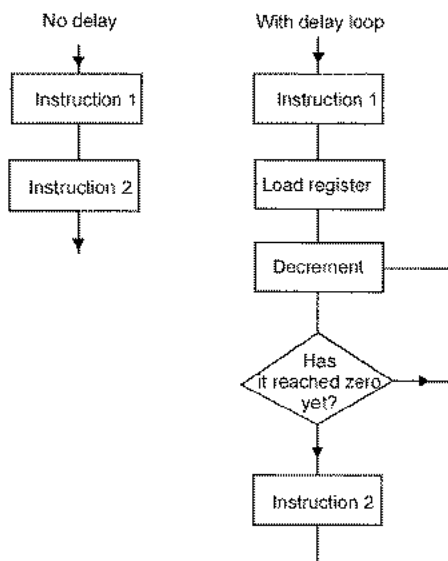 No delay
Instruction 1
Instruction 2
With delay loop
Instruction 1
Load register
Decrement
Has
it reached zero
yet?
Instruction 2